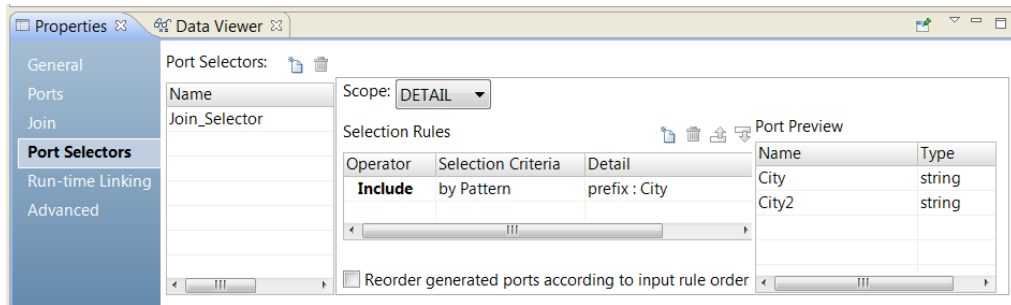 Properties Data Viewer
General
Ports
Join
Port Selectors
Run-time Linking
Advanced
Port Selectors:
Name
Join_Selector
Scope: DETAIL
Selection Rules
Operator Selection Criteria Detail
Include by Pattern prefix : City
Reorder generated ports according to input rule order
Port Preview
Name Type
City string
City2 string